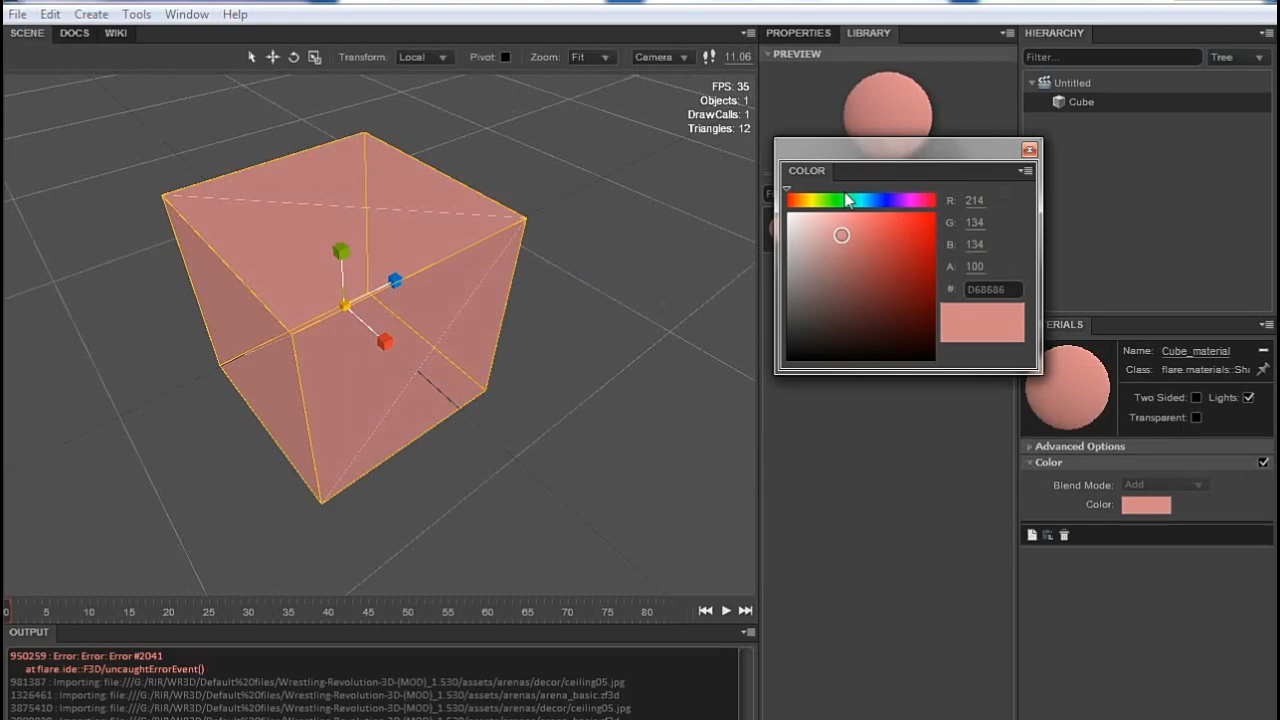 File Edit Create Tools Window Help
SCENE DOCS WIKI
Transform: Local Pivot: Zoom: Fit Camera 11.06
FPS: 35
Objects: 1
DrawCalls: 1
Triangles: 12
0 5 10 15 20 25 30 35 40 45 50 55 60 65 70 75 80
OUTPUT
950259 : Error: Error: Error #2041
at flare.ide::F3D/uncaughtErrorEvent()
981387 : Importing: file:///G:/RIR/WR3D/Default%20files/Wrestling-Revolution-3D-(MOD)_1.530/assets/arenas/decor/ceiling05.jpg
1326461 : Importing: file:///G:/RIR/WR3D/Default%20files/Wrestling-Revolution-3D-(MOD)_1.530/assets/arenas/arena_basic.zf3d
3875410 : Importing: file:///G:/RIR/WR3D/Default%20files/Wrestling-Revolution-3D-(MOD)_1.530/assets/arenas/decor/ceiling05.jpg
PROPERTIES LIBRARY
PREVIEW
COLOR
R: 214
G: 134
B: 134
A: 100
#: D68686
HIERARCHY
Filter... Tree
Untitled
Cube
ERIALS
Name: Cube_material
Class: flare.materials::Sha
Two Sided: Lights:
Transparent:
Advanced Options
Color
Blend Mode: Add
Color: